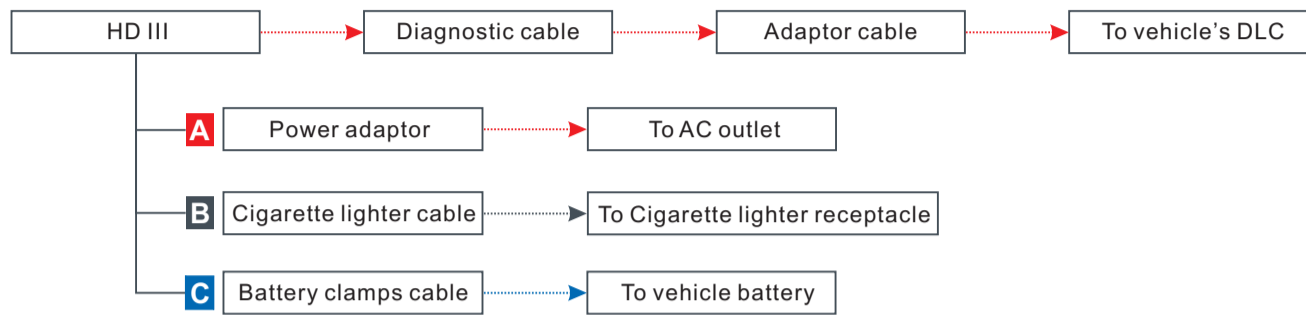 HD III
Diagnostic cable
Adaptor cable
To vehicle's DLC
A
Power adaptor
To AC outlet
B
Cigarette lighter cable
To Cigarette lighter receptacle
C
Battery clamps cable
To vehicle battery